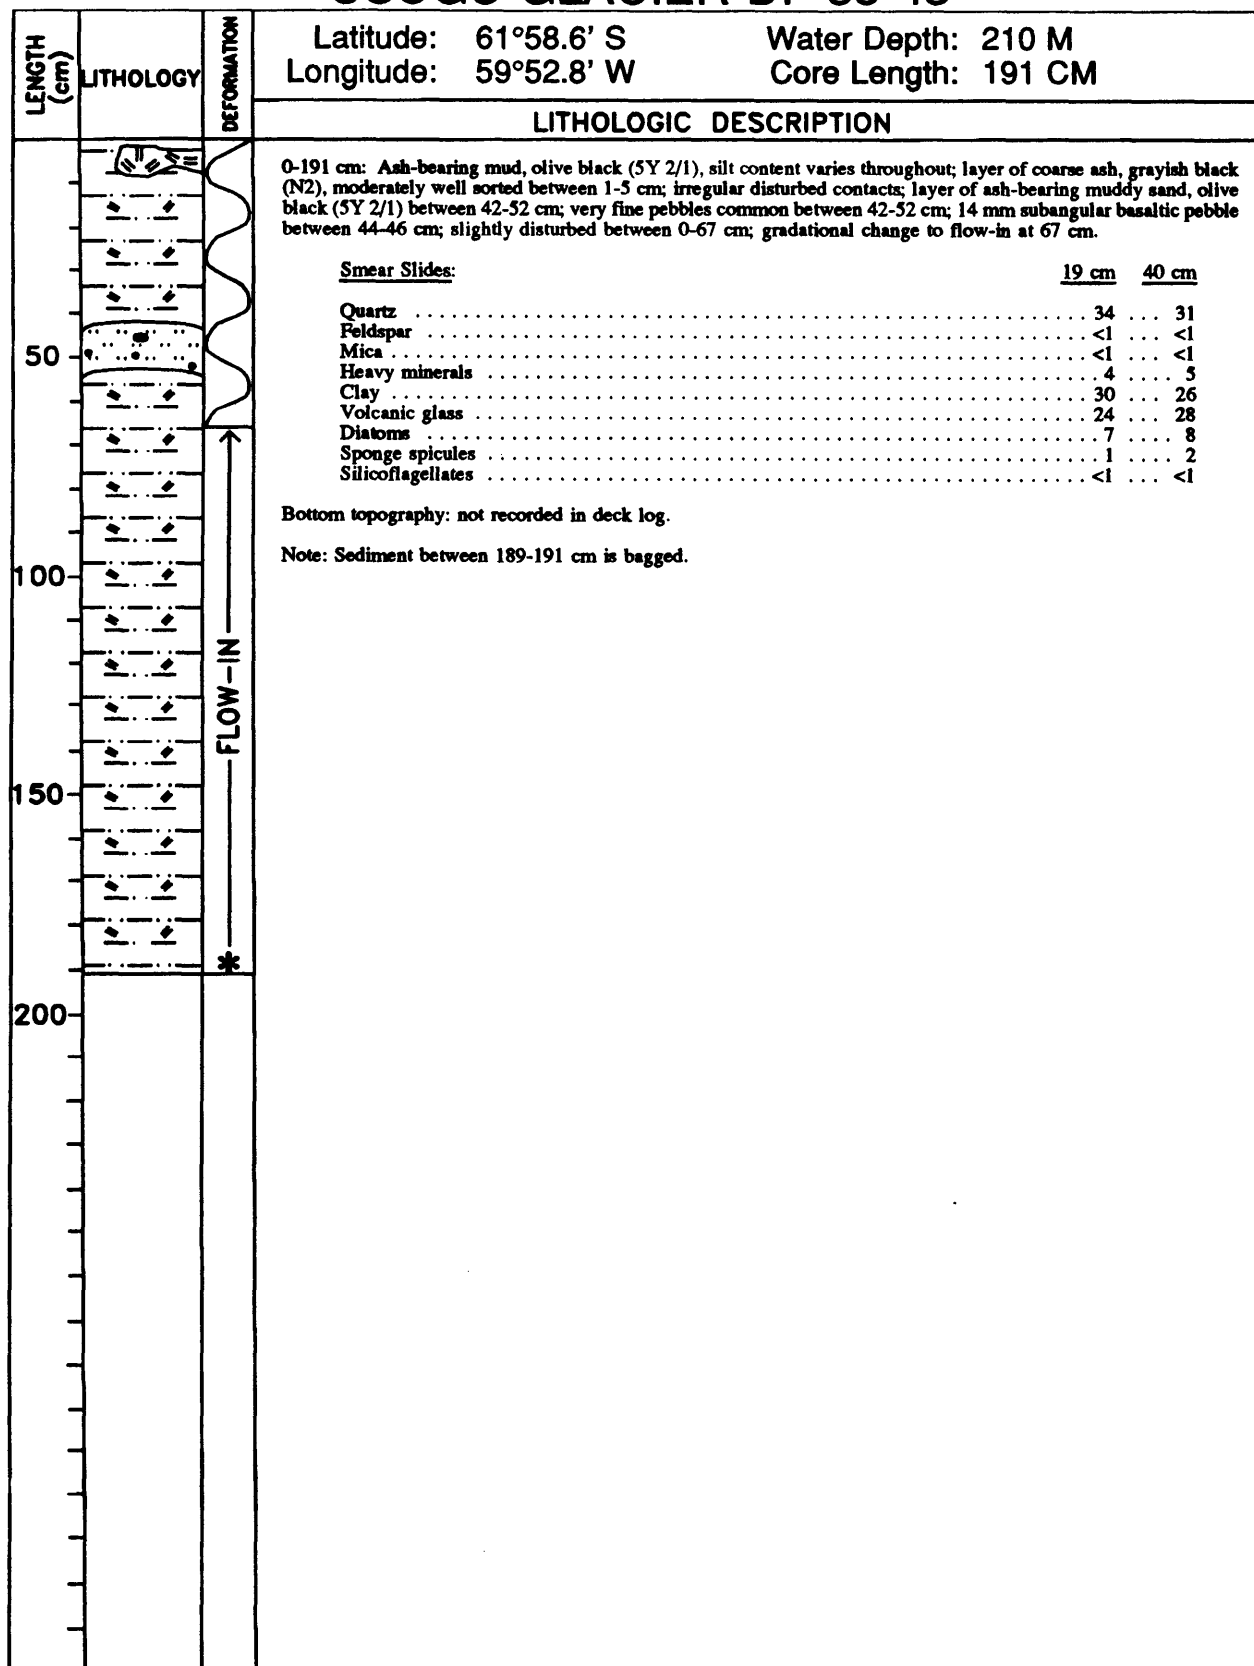 Latitude: 61°58.6' S Water Depth: 210 M
Longitude: 59°52.8' W Core Length: 191 CM
LENGTH (cm)
LITHOLOGY
DEFORMATION
LITHOLOGIC DESCRIPTION
0-191 cm: Ash-bearing mud, olive black (5Y 2/1), silt content varies throughout; layer of coarse ash, grayish black
(N2), moderately well sorted between 1-5 cm; irregular disturbed contacts; layer of ash-bearing muddy sand, olive
black (5Y 2/1) between 42-52 cm; very fine pebbles common between 42-52 cm; 14 mm subangular basaltic pebble
between 44-46 cm; slightly disturbed between 0-67 cm; gradational change to flow-in at 67 cm.
Smear Slides: 19 cm 40 cm
Quartz 34 ... 31
Feldspar <1 ... <1
Mica <1 ... <1
Heavy minerals 4 .... 5
Clay 30 ... 26
Volcanic glass 24 ... 28
Diatoms 7 .... 8
Sponge spicules 1 .... 2
Silicoflagellates <1 ... <1
Bottom topography: not recorded in deck log.
Note: Sediment between 189-191 cm is bagged.
50
100
150
200
FLOW-IN
*